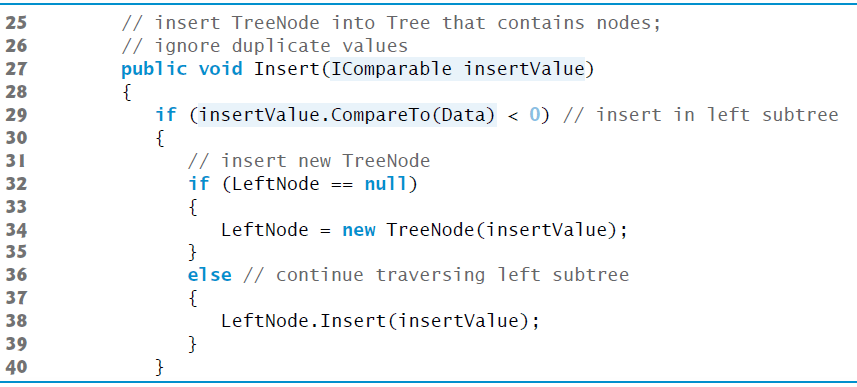 25 // insert TreeNode into Tree that contains nodes;
26 // ignore duplicate values
27 public void Insert(IComparable insertValue)
28 {
29 if (insertValue.CompareTo(Data) < 0) // insert in left subtree
30 {
31 // insert new TreeNode
32 if (LeftNode == null)
33 {
34 LeftNode = new TreeNode(insertValue);
35 }
36 else // continue traversing left subtree
37 {
38 LeftNode.Insert(insertValue);
39 }
40 }